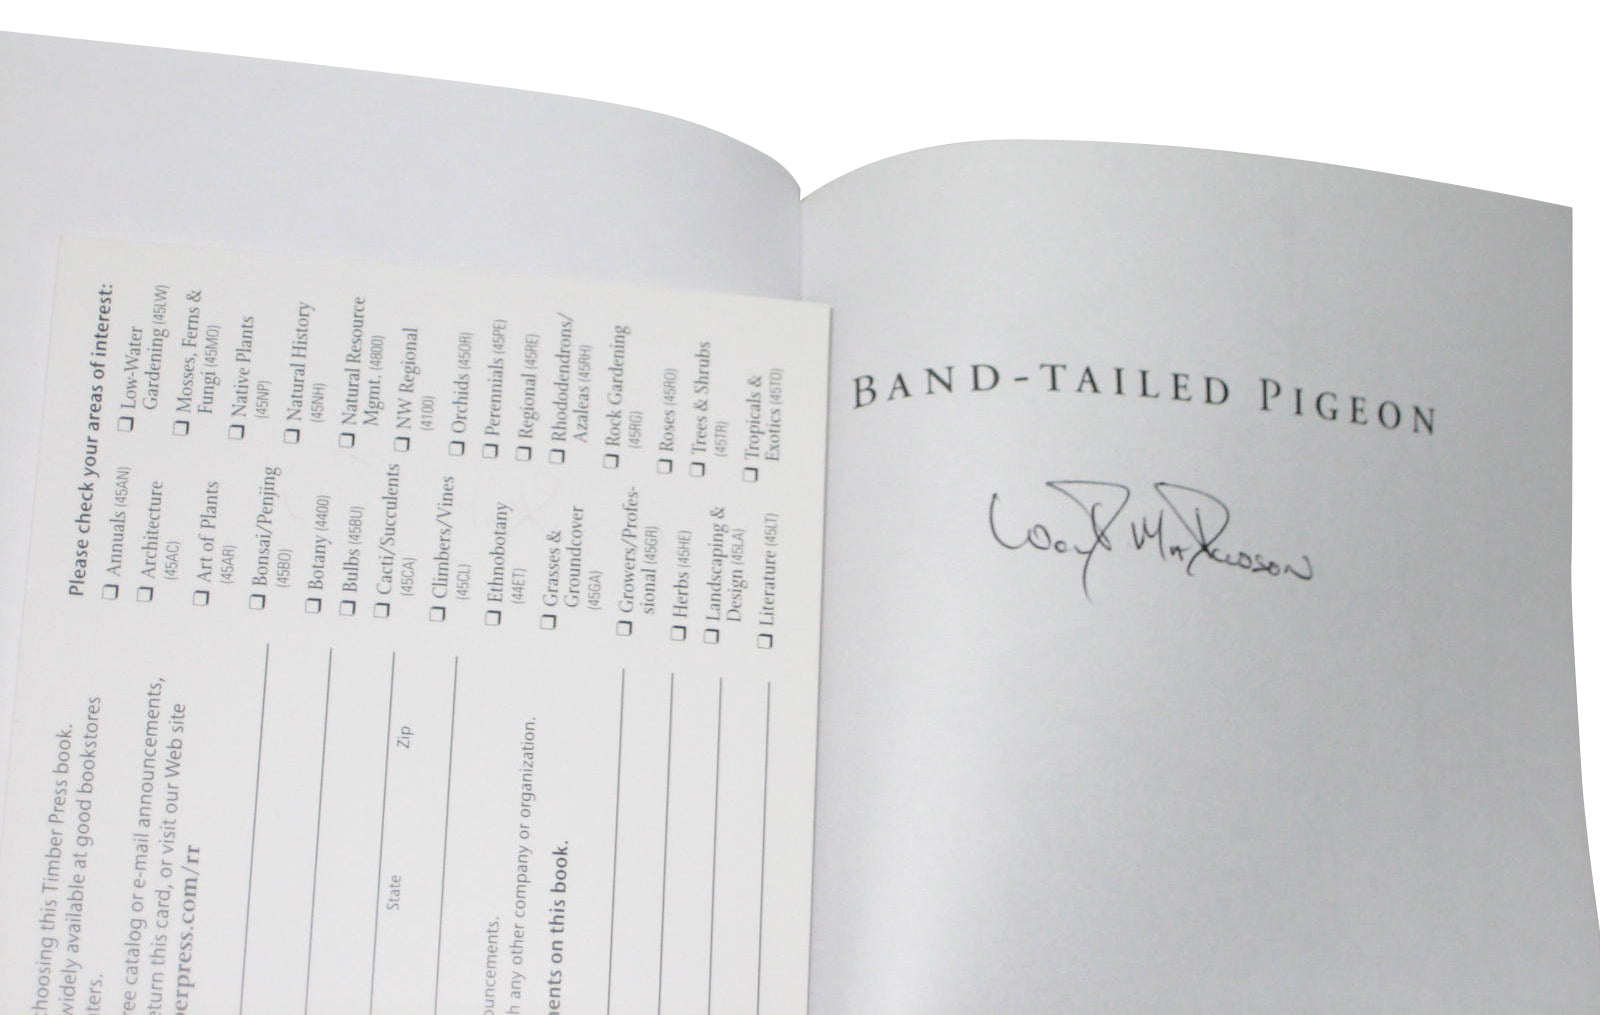 Please check your areas of interest:
❑ Annuals (45AN)
❑ Architecture
(45AC)
❑ Art of Plants
(45AR)
❑ Bonsai/Penjing
(45BO)
❑ Botany (4400)
❑ Bulbs (45BU)
❑ Cacti/Succulents
(45CA)
❑ Climbers/Vines
(45CL)
❑ Ethnobotany
(44ET)
❑ Grasses &
Groundcover
(45GA)
❑ Growers/Profes-
sional (45GR)
❑ Herbs (45HE)
❑ Landscaping &
Design (45LA)
❑ Literature (45LT)
❑ Low-Water
Gardening (45LW)
❑ Mosses, Ferns &
Fungi (45MO)
❑ Native Plants
(45NP)
❑ Natural History
(45NH)
❑ Natural Resource
Mgmt. (4800)
❑ NW Regional
(4100)
❑ Orchids (45OR)
❑ Perennials (45PE)
❑ Regional (45RE)
❑ Rhododendrons/
Azaleas (45RH)
❑ Rock Gardening
(45RG)
❑ Roses (45RO)
❑ Trees & Shrubs
(45TR)
❑ Tropicals &
Exotics (45TO)
hoosing this Timber Press book.
widely available at good bookstores
ters.
ree catalog or e-mail announcements,
eturn this card, or visit our Web site
erpress.com/rr
State Zip
ouncements.
h any other company or organization.
ments on this book.
BAND-TAILED PIGEON